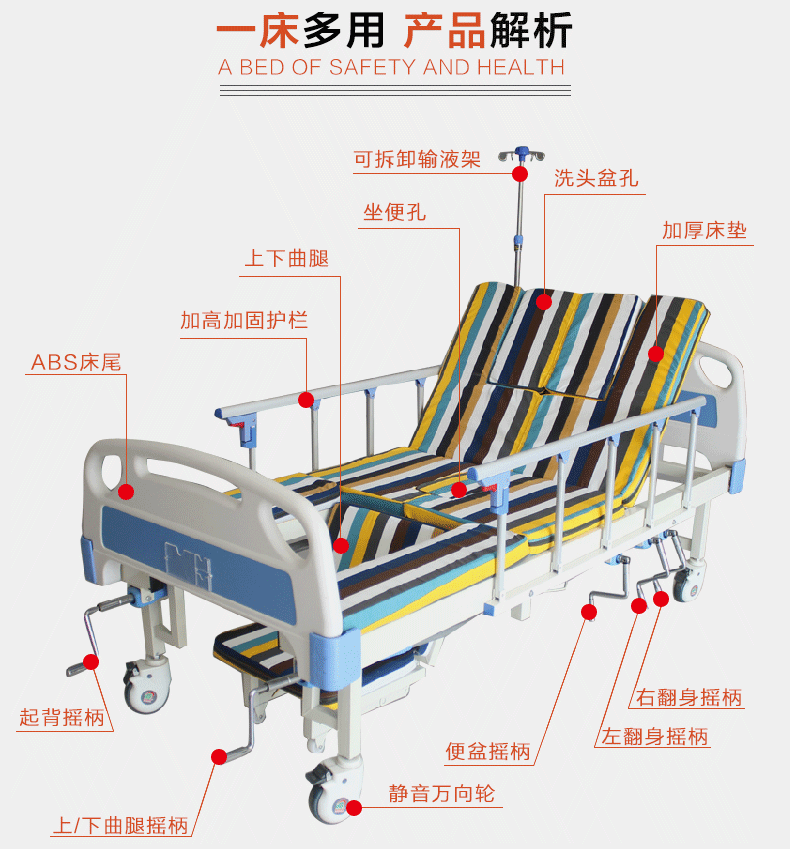 一床多用 产品解析
A BED OF SAFETY AND HEALTH
可拆卸输液架
洗头盆孔
坐便孔
加厚床垫
上下曲腿
加高加固护栏
ABS床尾
右翻身摇柄
起背摇柄
左翻身摇柄
便盆摇柄
静音万向轮
上/下曲腿摇柄